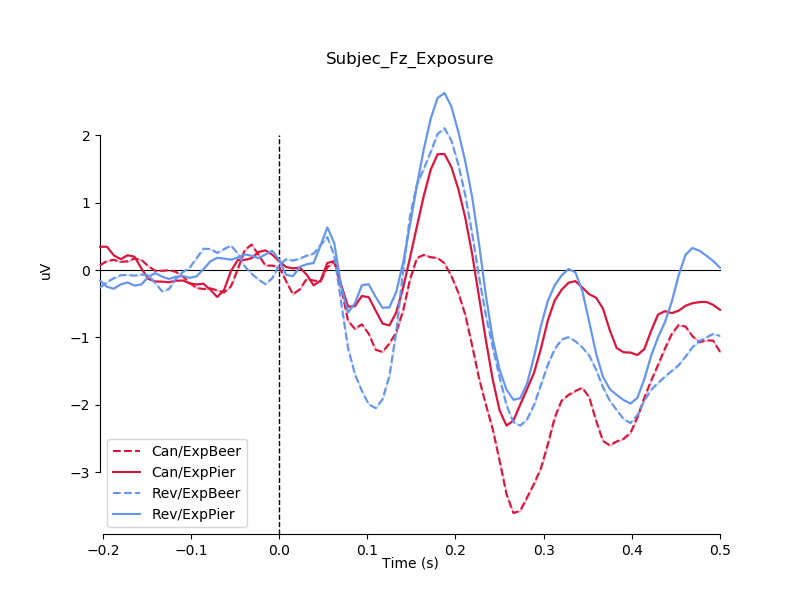 Subjec_Fz_Exposure
uV
2
1
0
−1
−2
−3
Can/ExpBeer
Can/ExpPier
Rev/ExpBeer
Rev/ExpPier
−0.2 −0.1 0.0 0.1 0.2 0.3 0.4 0.5
Time (s)